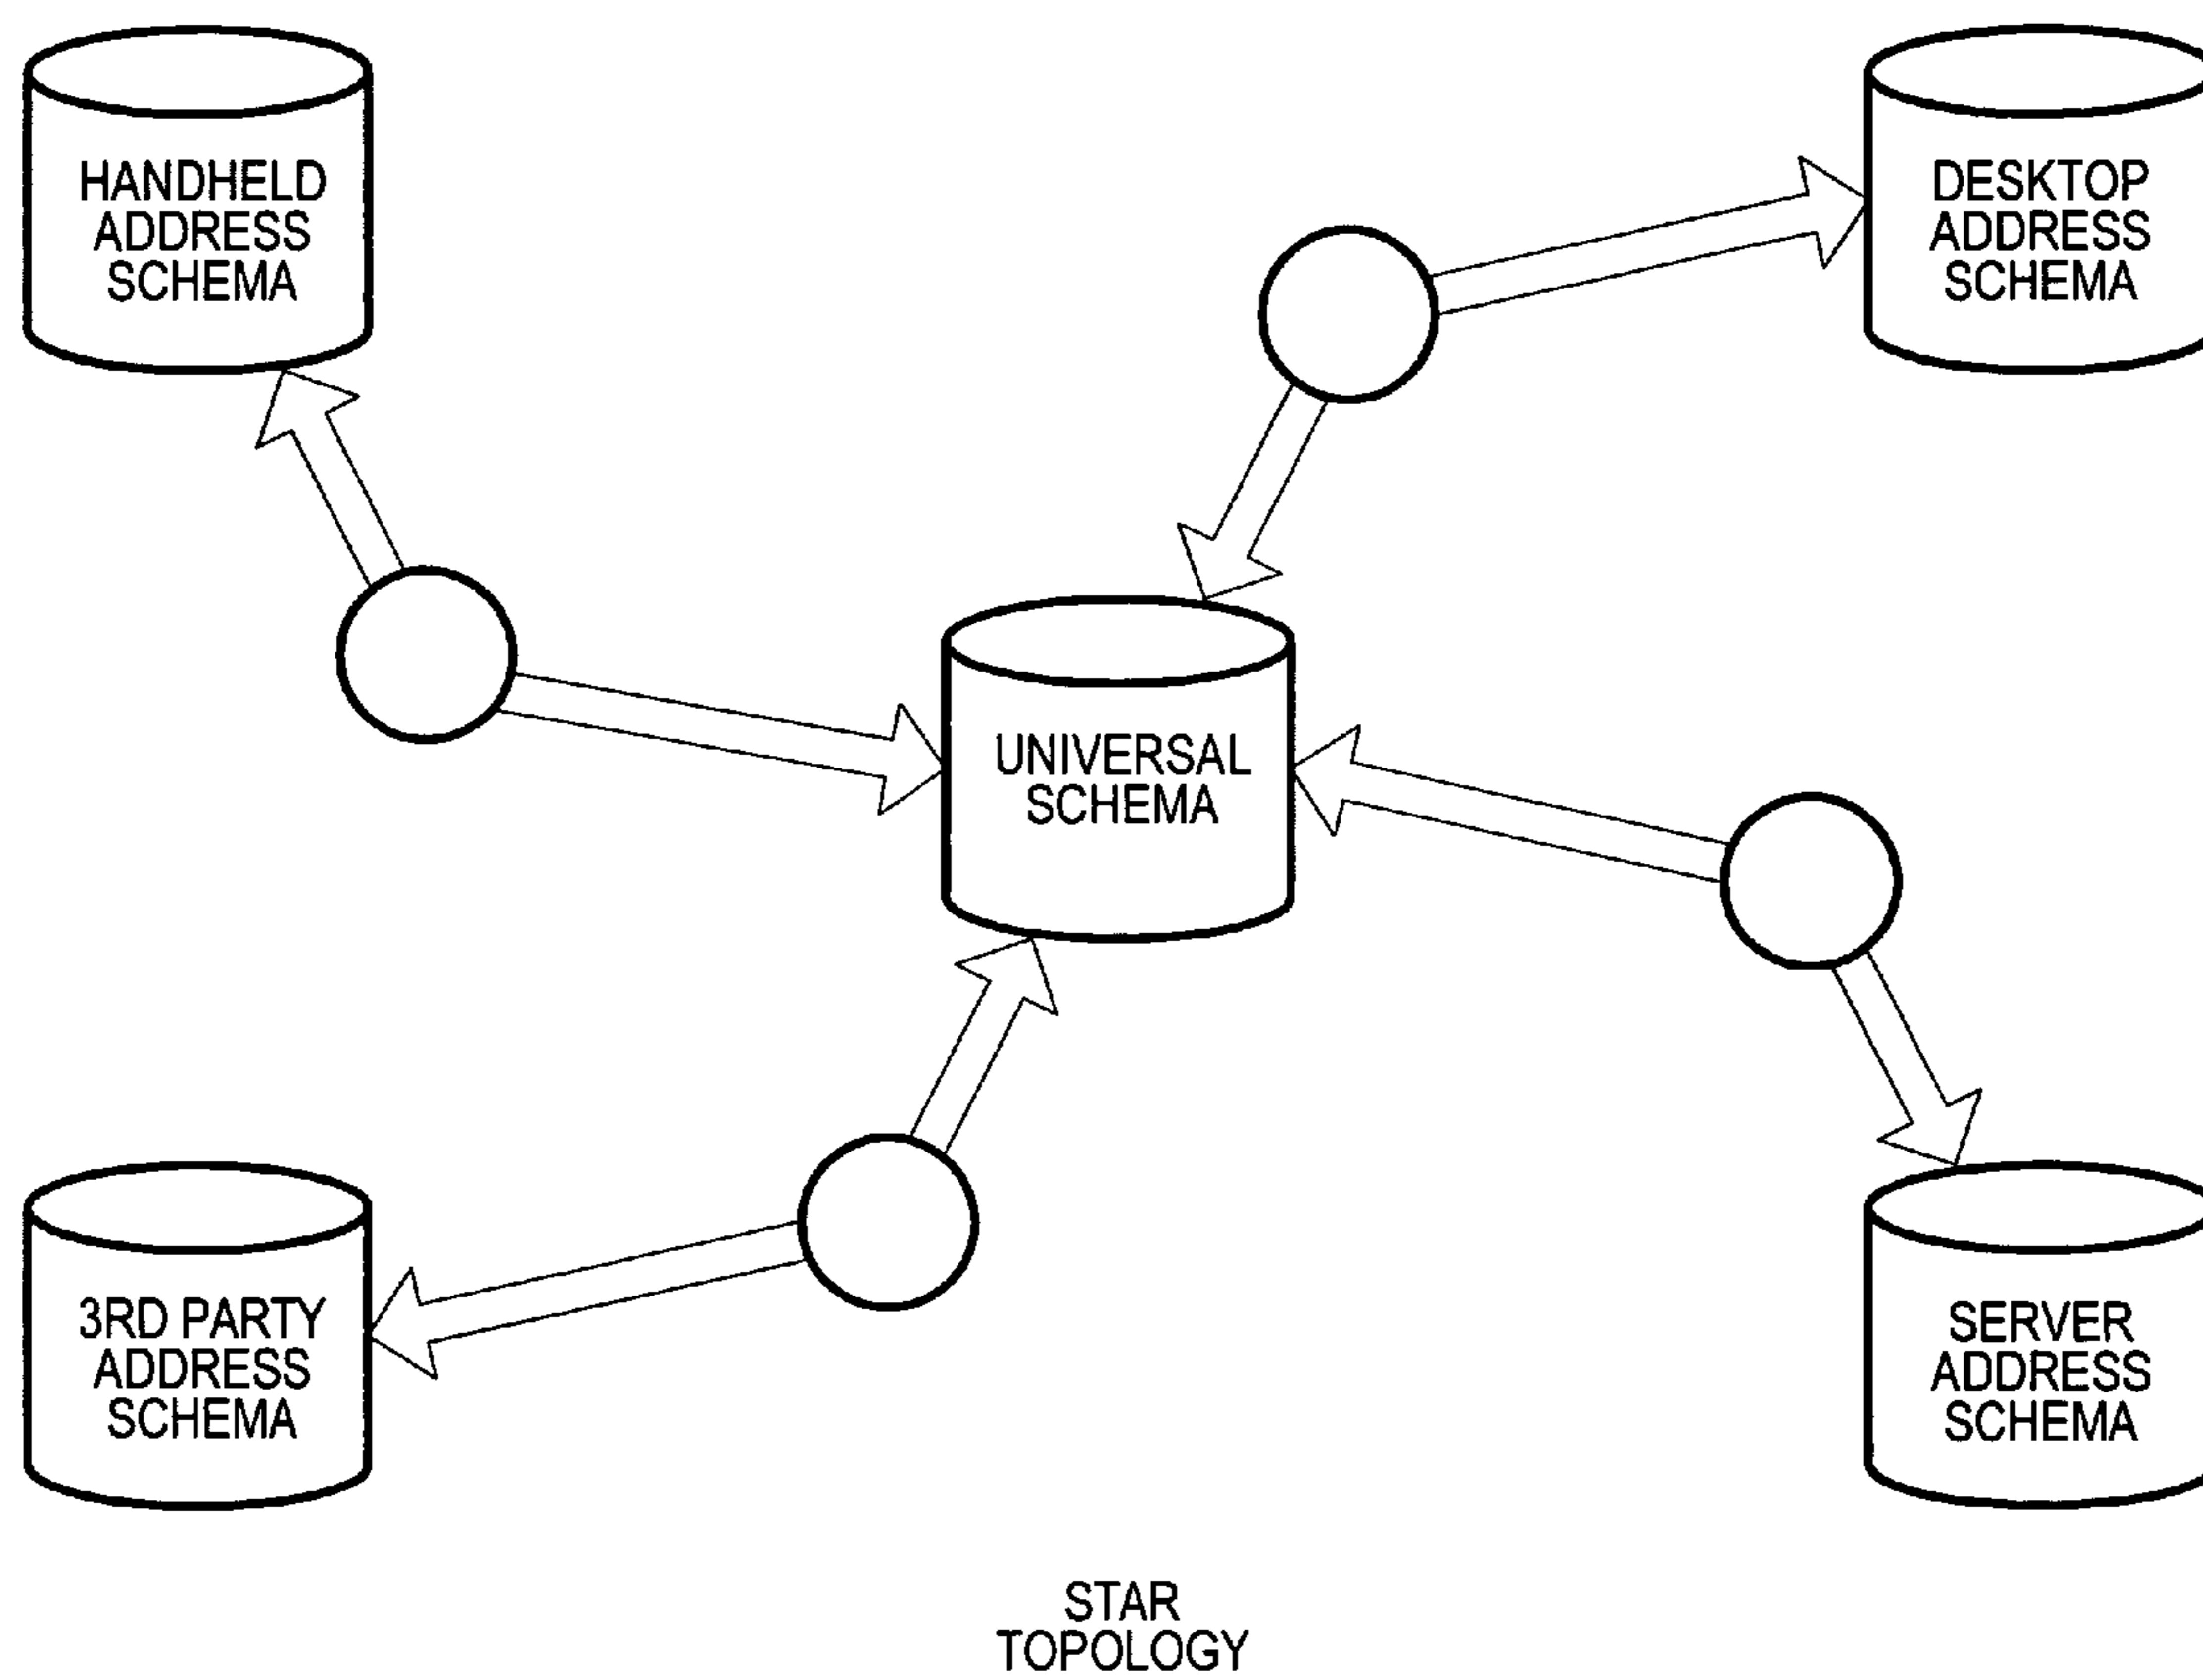 HANDHELD
ADDRESS
SCHEMA
DESKTOP
ADDRESS
SCHEMA
UNIVERSAL
SCHEMA
3RD PARTY
ADDRESS
SCHEMA
SERVER
ADDRESS
SCHEMA
STAR
TOPOLOGY